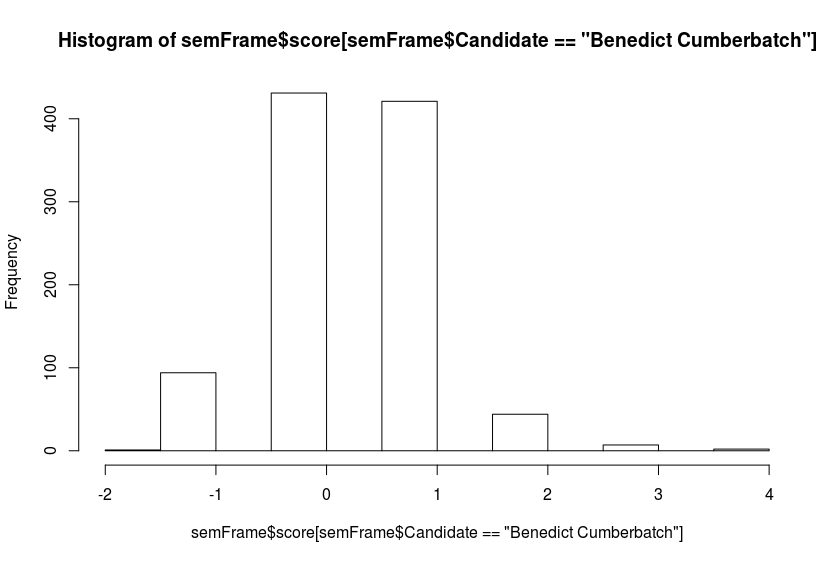 Histogram of semFrame$score[semFrame$Candidate == "Benedict Cumberbatch"]
Frequency
400
300
200
100
0
-2 -1 0 1 2 3 4
semFrame$score[semFrame$Candidate == "Benedict Cumberbatch"]